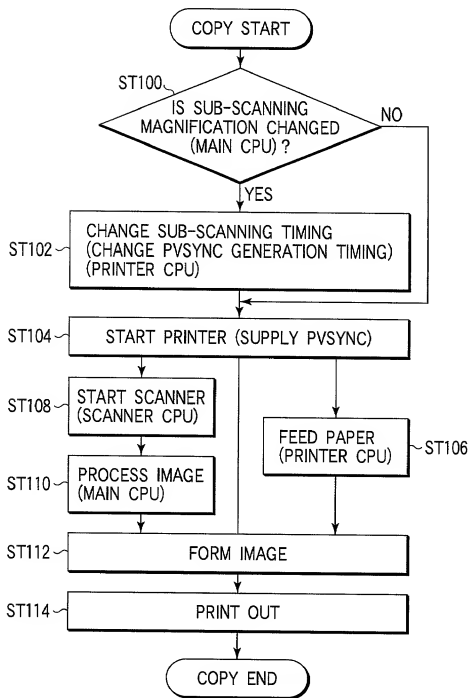 COPY START
ST100
IS SUB-SCANNING
MAGNIFICATION CHANGED
(MAIN CPU) ?
NO
YES
ST102
CHANGE SUB-SCANNING TIMING
(CHANGE PVSYNC GENERATION TIMING)
(PRINTER CPU)
ST104
START PRINTER (SUPPLY PVSYNC)
ST108
START SCANNER
(SCANNER CPU)
FEED PAPER
(PRINTER CPU)
ST106
ST110
PROCESS IMAGE
(MAIN CPU)
ST112
FORM IMAGE
ST114
PRINT OUT
COPY END